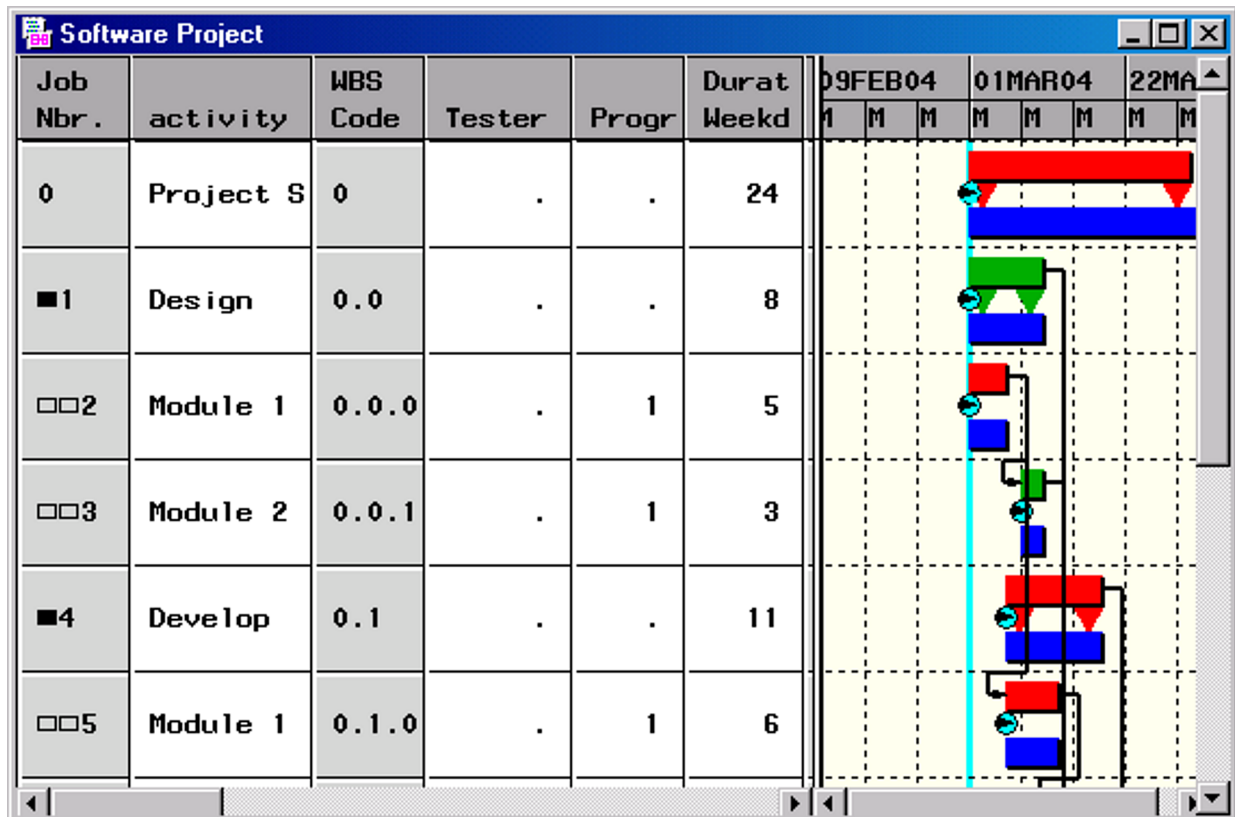 Software Project
Job Nbr. activity WBS Code Tester Progr Durat Weekd 09FEB04 01MAR04 22MA
M M M M M M M M
0 Project S 0 . . 24
1 Design 0.0 . . 8
2 Module 1 0.0.0 . 1 5
3 Module 2 0.0.1 . 1 3
4 Develop 0.1 . . 11
5 Module 1 0.1.0 . 1 6